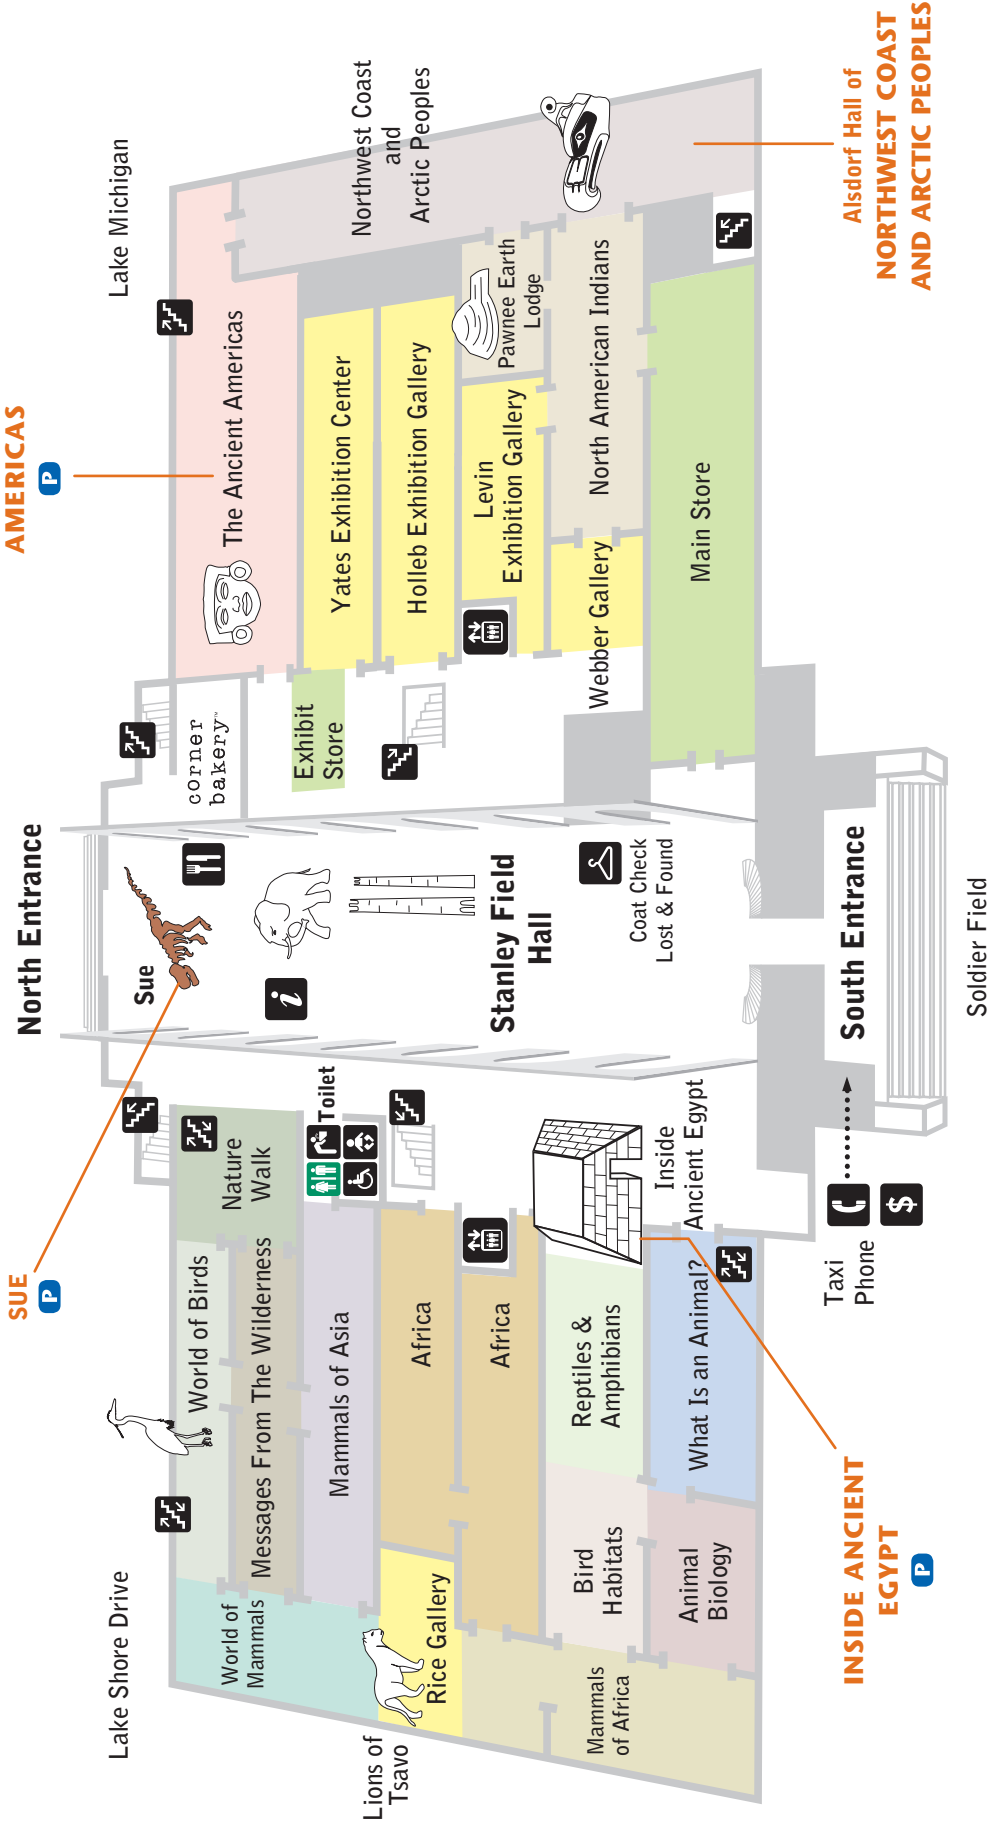 SUE
P
AMERICAS
P
Lake Shore Drive
North Entrance
Lake Michigan
World of Birds
Nature
Walk
Sue
corner
bakery™
The Ancient Americas
World of
Mammals
Messages From The Wilderness
Toilet
i
Exhibit
Store
Yates Exhibition Center
Mammals of Asia
Northwest Coast
and
Arctic Peoples
Lions of
Tsavo
Rice Gallery
Africa
Holleb Exhibition Gallery
Africa
Stanley Field
Hall
Levin
Exhibition Gallery
Pawnee Earth
Lodge
Mammals
of Africa
Bird
Habitats
Reptiles &
Amphibians
Webber Gallery
North American Indians
Animal
Biology
What Is an Animal?
Inside
Ancient Egypt
Coat Check
Lost & Found
Main Store
Taxi
Phone
$
South Entrance
Soldier Field
INSIDE ANCIENT
EGYPT
P
Alsdorf Hall of
NORTHWEST COAST
AND ARCTIC PEOPLES